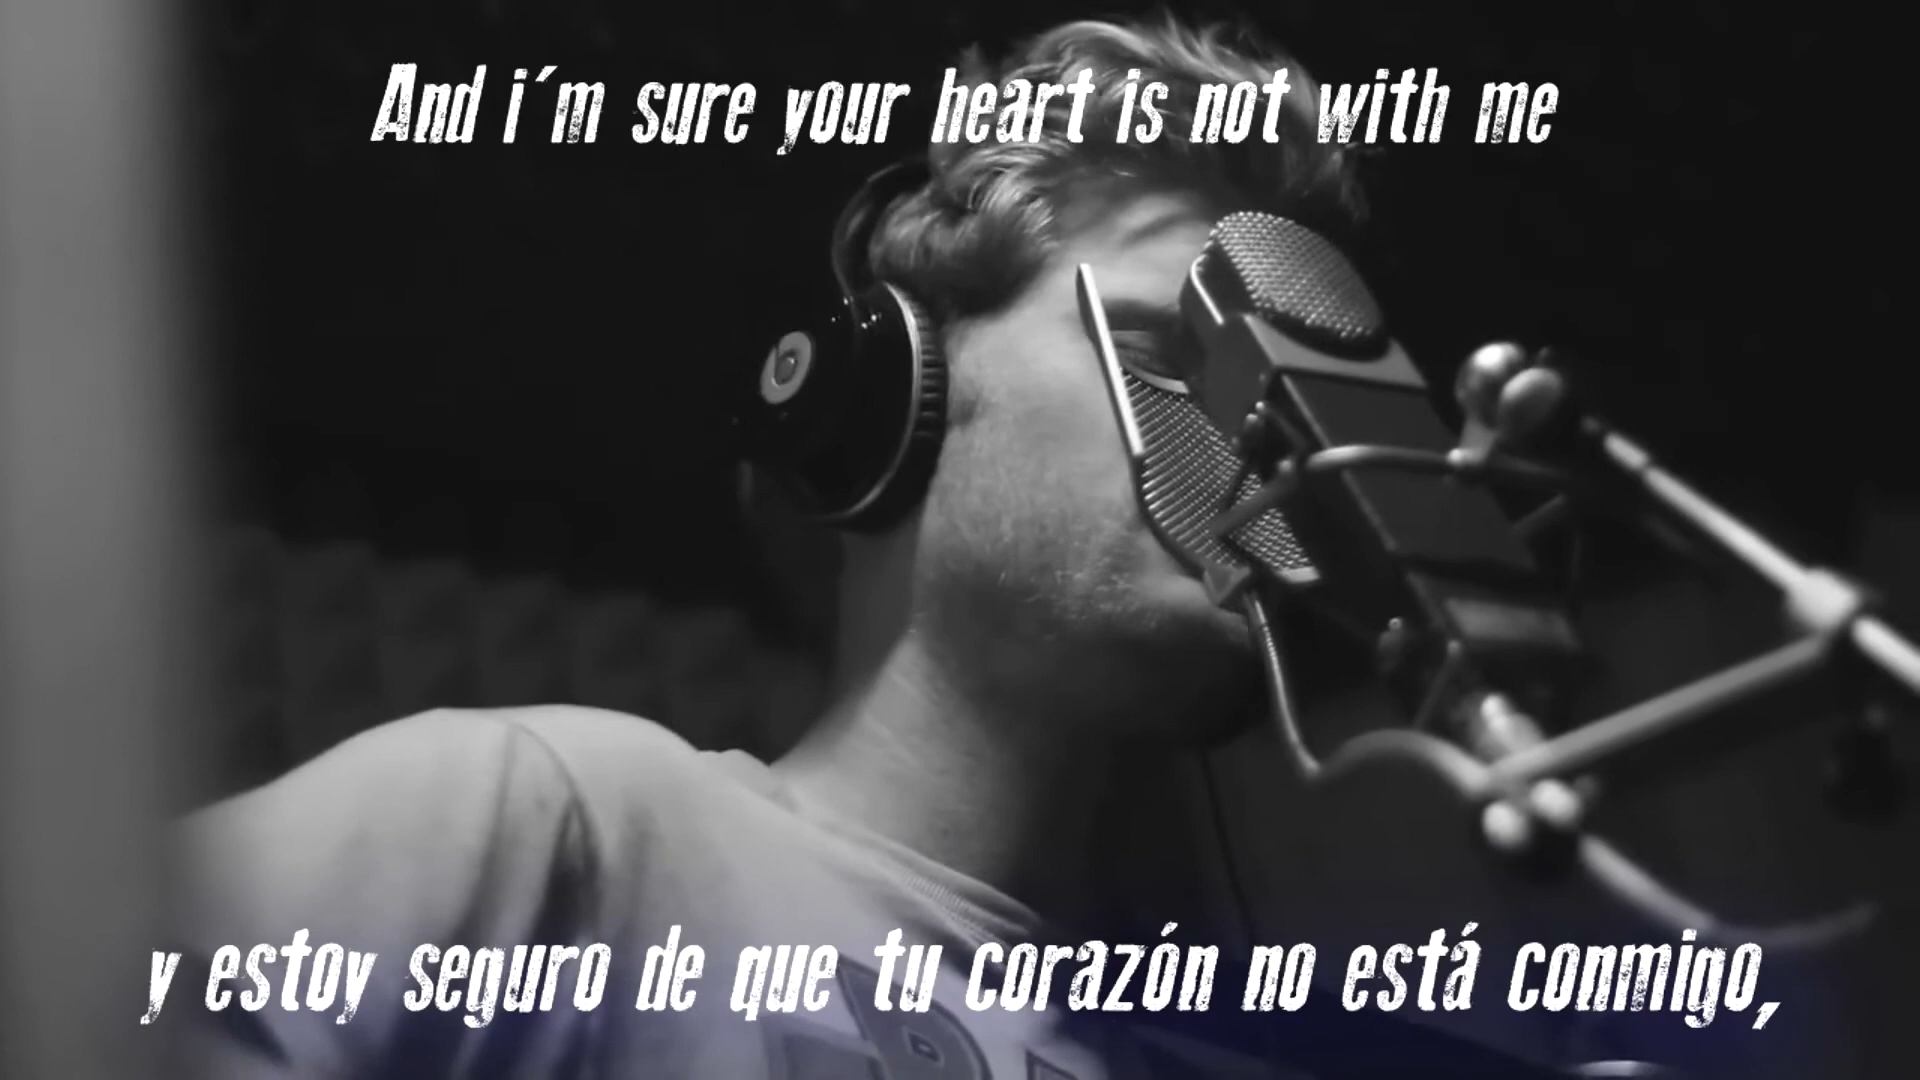 And i´m sure your heart is not with me
y estoy seguro de que tu corazón no está conmigo,